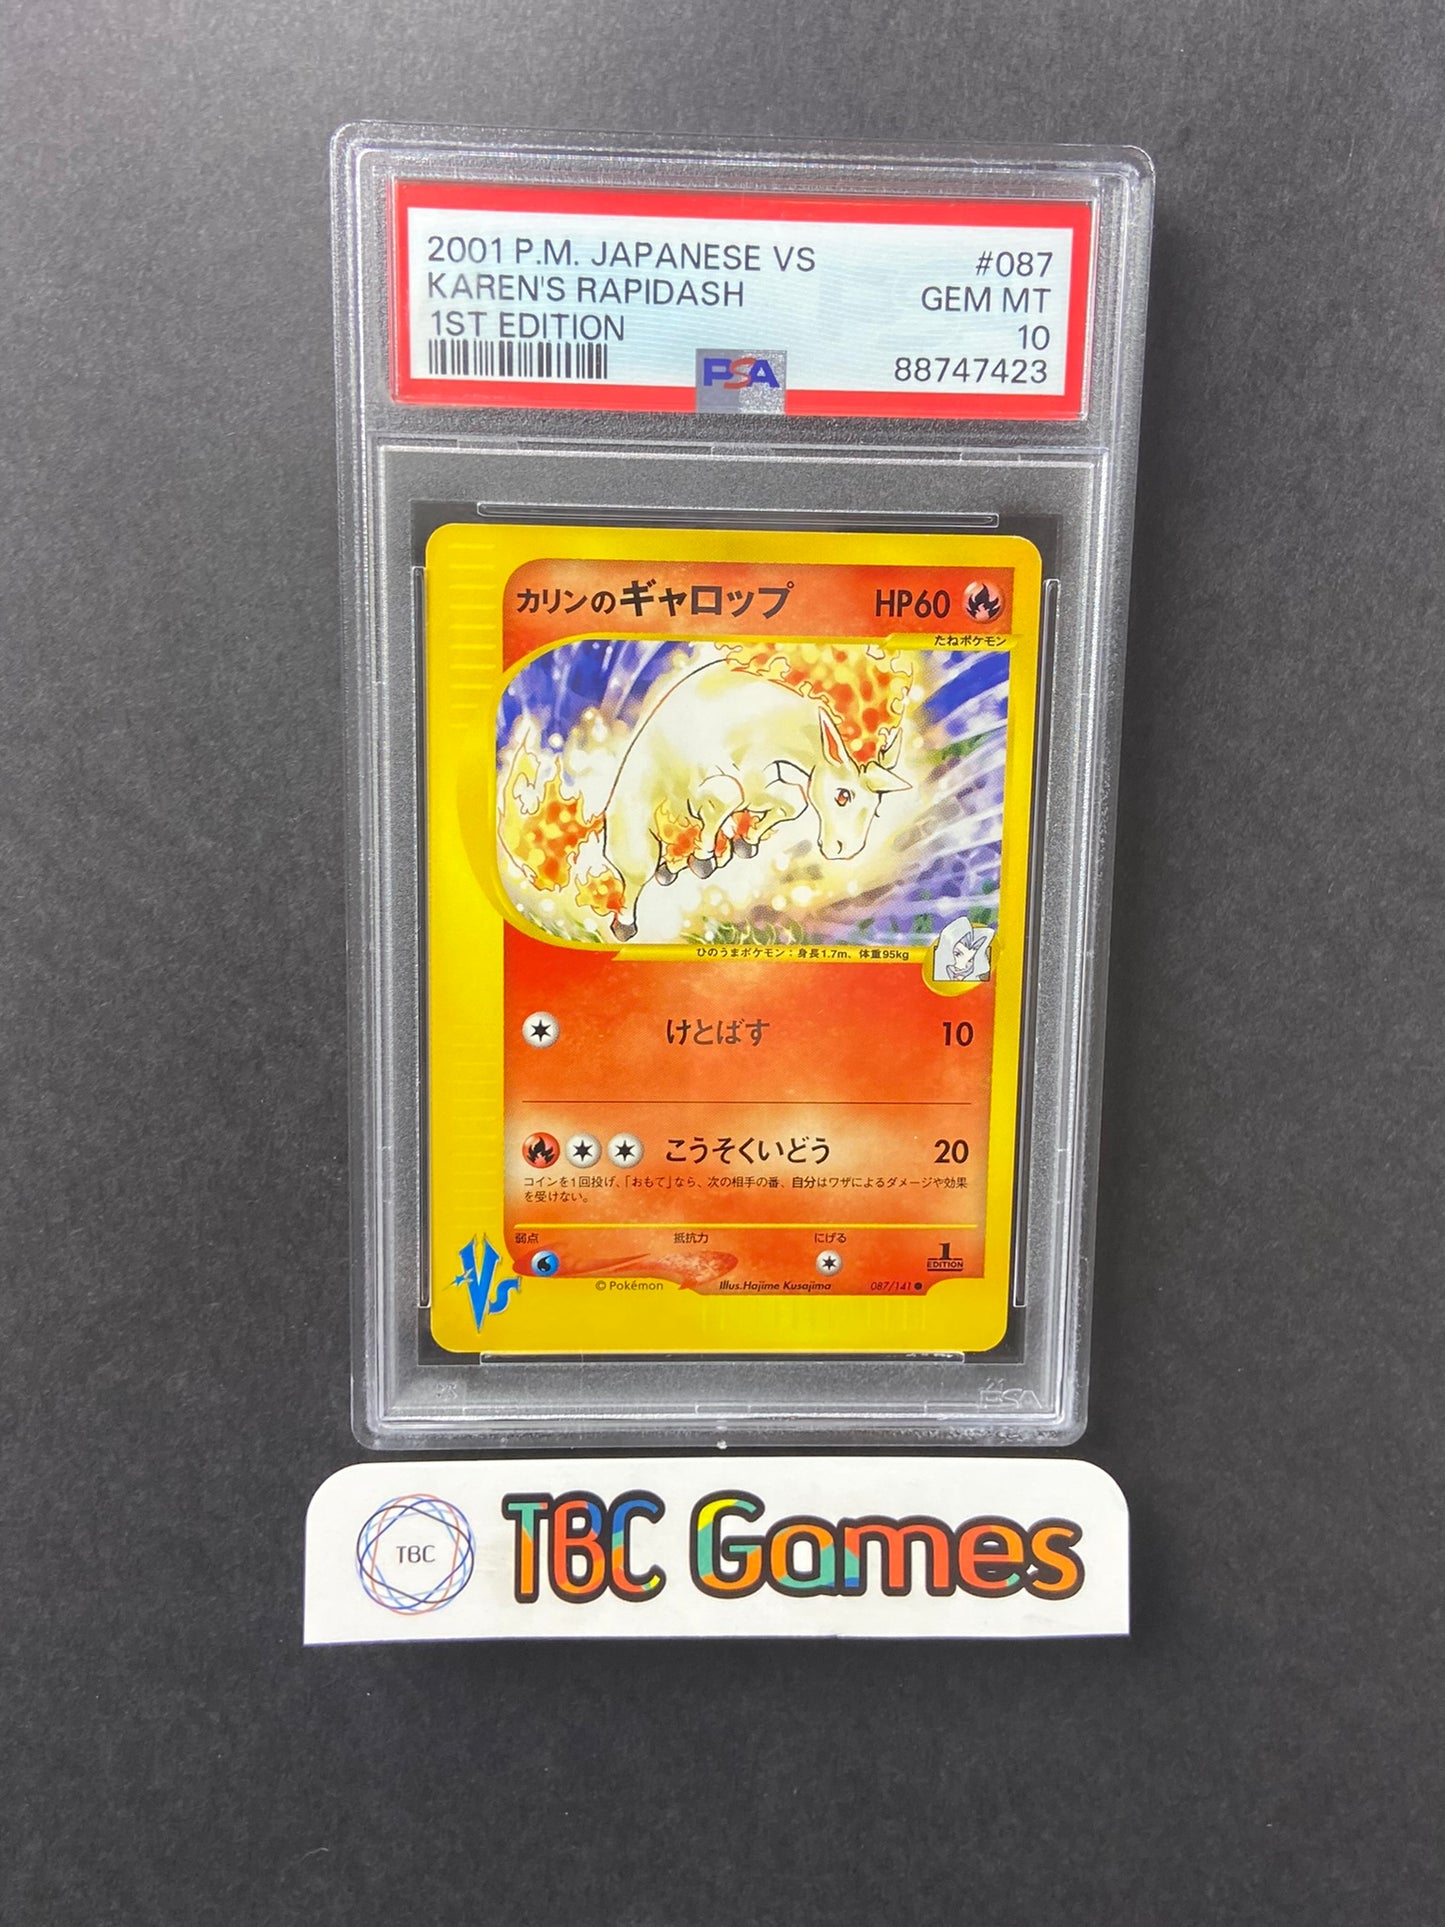 2001 P.M. JAPANESE VS #087
KAREN'S RAPIDASH GEM MT
1ST EDITION 10
PSA 88747423
カリンのギャロップ HP60
たねポケモン
ひのうまポケモン：身長1.7m、体重95kg
けとばす 10
こうそくいどう 20
コインを1回投げ、「おもて」なら、次の相手の番、自分はワザによるダメージや効果
を受けない。
弱点 抵抗力 にげる
1
EDITION
VS
©Pokémon Illus.Hajime Kusajima 087/141
PSA
TBC TBC Games